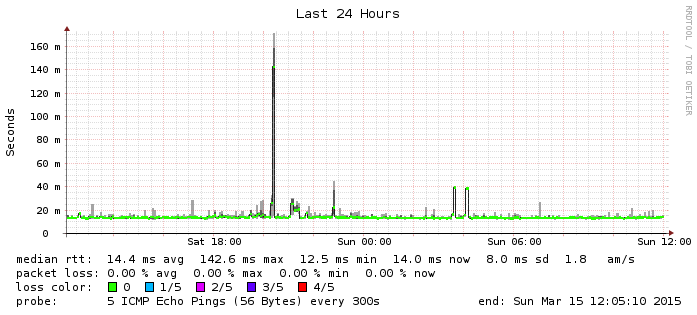 Last 24 Hours
RRDTOOL / TOBI OETIKER
Seconds
160 m
140 m
120 m
100 m
80 m
60 m
40 m
20 m
0
Sat 18:00 Sun 00:00 Sun 06:00 Sun 12:00
median rtt: 14.4 ms avg 142.6 ms max 12.5 ms min 14.0 ms now 8.0 ms sd 1.8 am/s
packet loss: 0.00 % avg 0.00 % max 0.00 % min 0.00 % now
loss color: 0 1/5 2/5 3/5 4/5
probe: 5 ICMP Echo Pings (56 Bytes) every 300s end: Sun Mar 15 12:05:10 2015